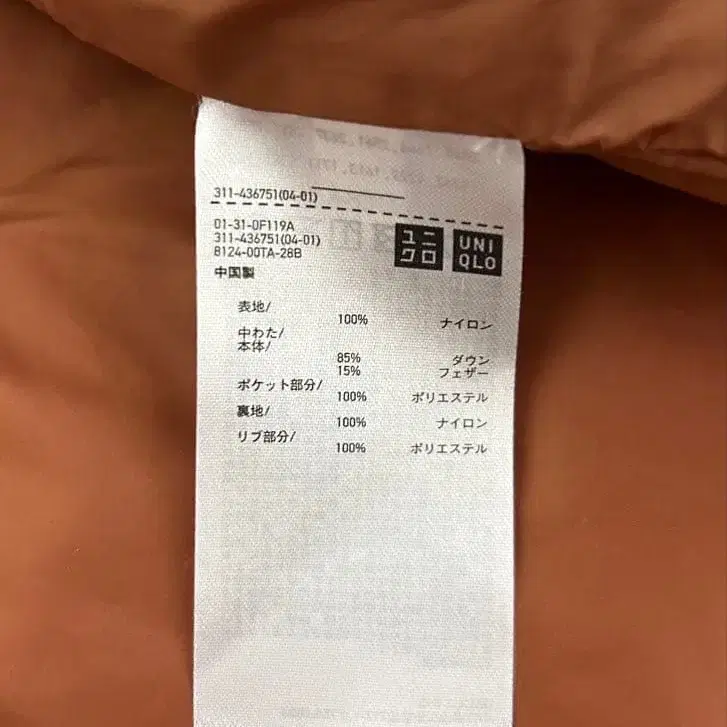 311-436751(04-01)
01-31-0F119A
311-436751(04-01)
8124-00TA-28B
中国製
ユニクロ
UNIQLO
表地/
100% ナイロン
中わた/
本体/
85% ダウン
15% フェザー
ポケット部分/
100% ポリエステル
裏地/
100% ナイロン
リブ部分/
100% ポリエステル